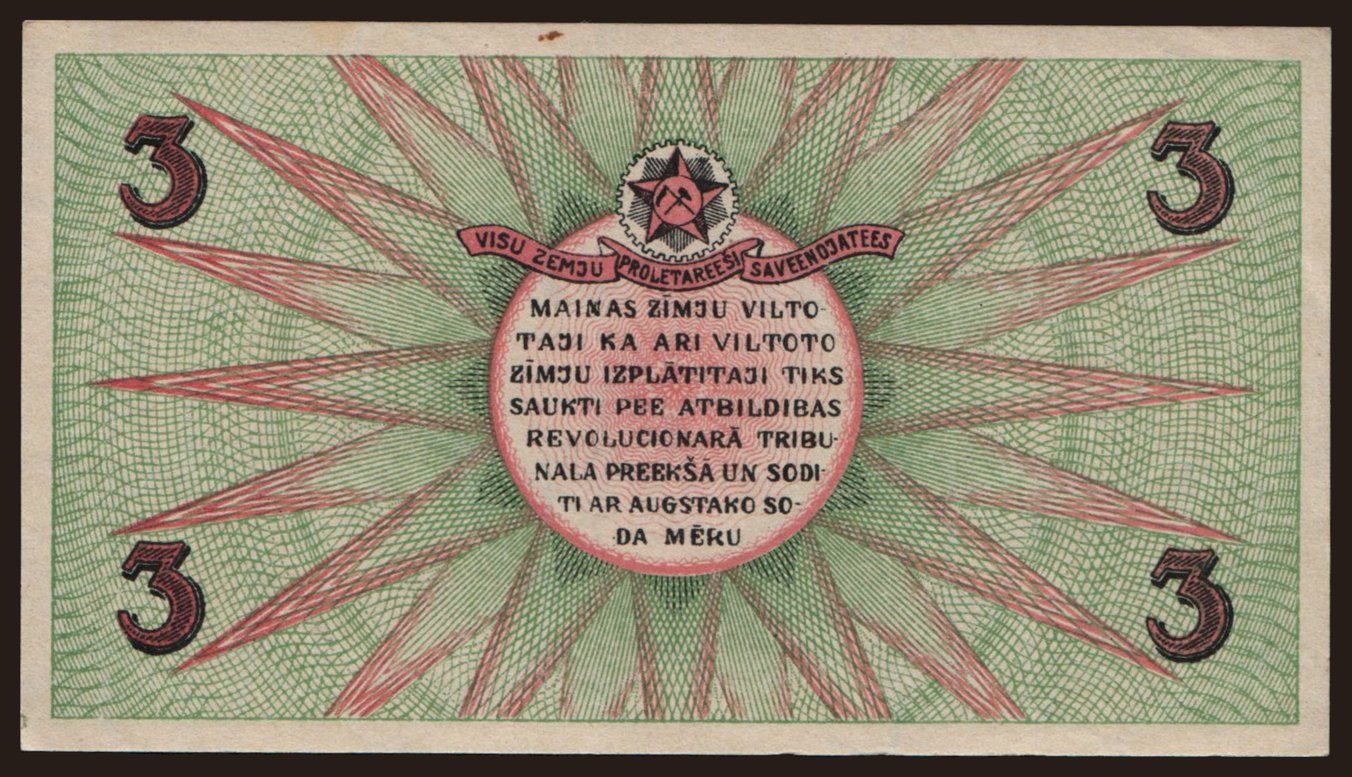 3
3
VISU ZEMJU PROLETAREEŠI SAVEENOJATEES
MAIŅAS ZĪMJU VILTO-
TAJI KA ARI VILTOTO
ZĪMJU IZPLĀTITAJI TIKS
SAUKTI PEE ATBILDIBAS
REVOLUCIONARĀ TRIBU-
NALA PREEKŠĀ UN SODI-
TI AR AUGSTAKO SO-
DA MĒRU
3
3